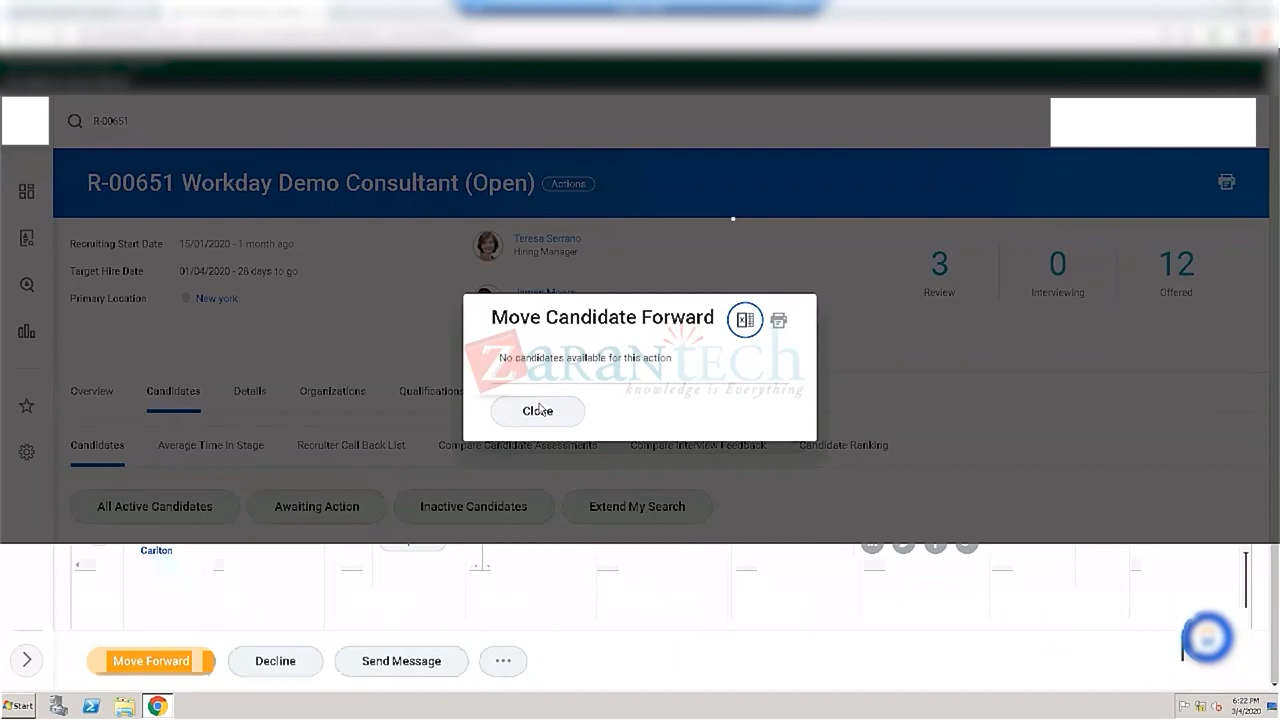 R-00651
R-00651 Workday Demo Consultant (Open) Actions
Recruiting Start Date 15/01/2020 - 1 month ago
Target Hire Date 01/04/2020 - 28 days to go
Primary Location New york
Teresa Serrano
Hiring Manager
3 0 12
Review Interviewing Offered
Move Candidate Forward
No candidates available for this action
ZARANTECH
knowledge is Everything
Close
Overview Candidates Details Organizations Qualifications
Candidates Average Time In Stage Recruiter Call Back List Compare Candidate Assessments Compare Interview Feedback Candidate Ranking
All Active Candidates Awaiting Action Inactive Candidates Extend My Search
Carlton
Move Forward Decline Send Message ...
Start
6:22 PM
3/4/2020